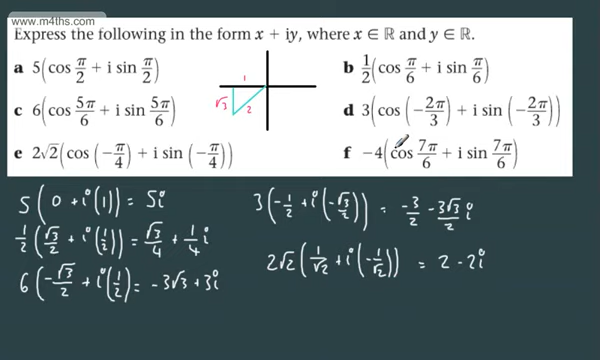 www.m4ths.com
Express the following in the form x + iy, where x ∈ ℝ and y ∈ ℝ.
a 5(cos π/2 + i sin π/2)
b 1/2(cos π/6 + i sin π/6)
c 6(cos 5π/6 + i sin 5π/6)
d 3(cos (−2π/3) + i sin (−2π/3))
e 2√2(cos (−π/4) + i sin (−π/4))
f −4(cos 7π/6 + i sin 7π/6)
1
√3
2
5(0 + i(1)) = 5i
1/2(√3/2 + i(1/2)) = √3/4 + 1/4 i
6(−√3/2 + i(1/2)) = −3√3 + 3i
3(−1/2 + i(−√3/2)) = −3/2 − 3√3/2 i
2√2(1/√2 + i(−1/√2)) = 2 − 2i